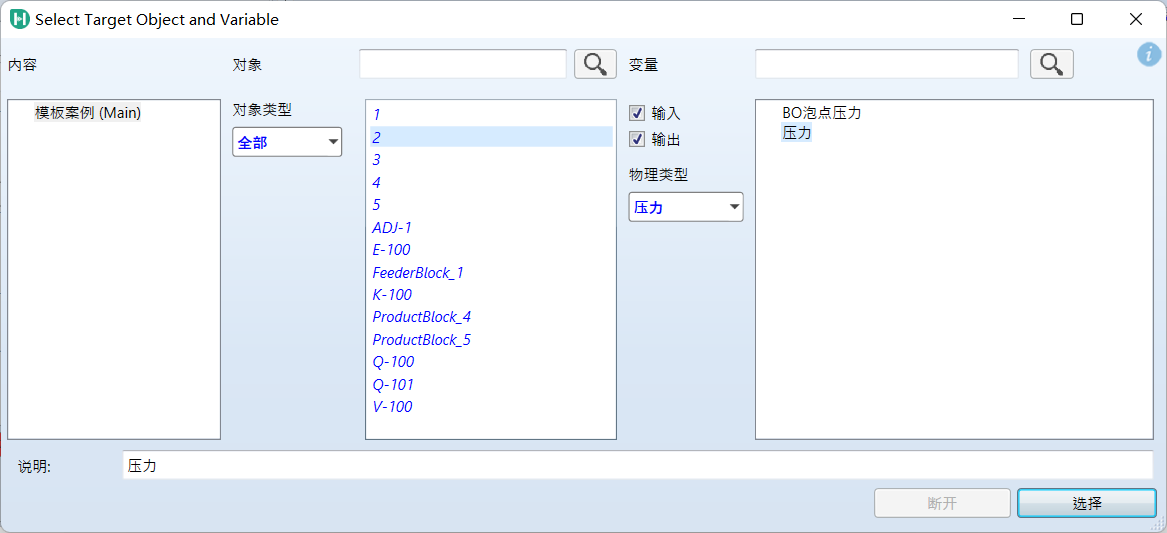 Select Target Object and Variable
内容
对象
变量
模板案例 (Main)
对象类型
全部
1
2
3
4
5
ADJ-1
E-100
FeederBlock_1
K-100
ProductBlock_4
ProductBlock_5
Q-100
Q-101
V-100
输入
输出
物理类型
压力
BO泡点压力
压力
说明:
压力
断开
选择